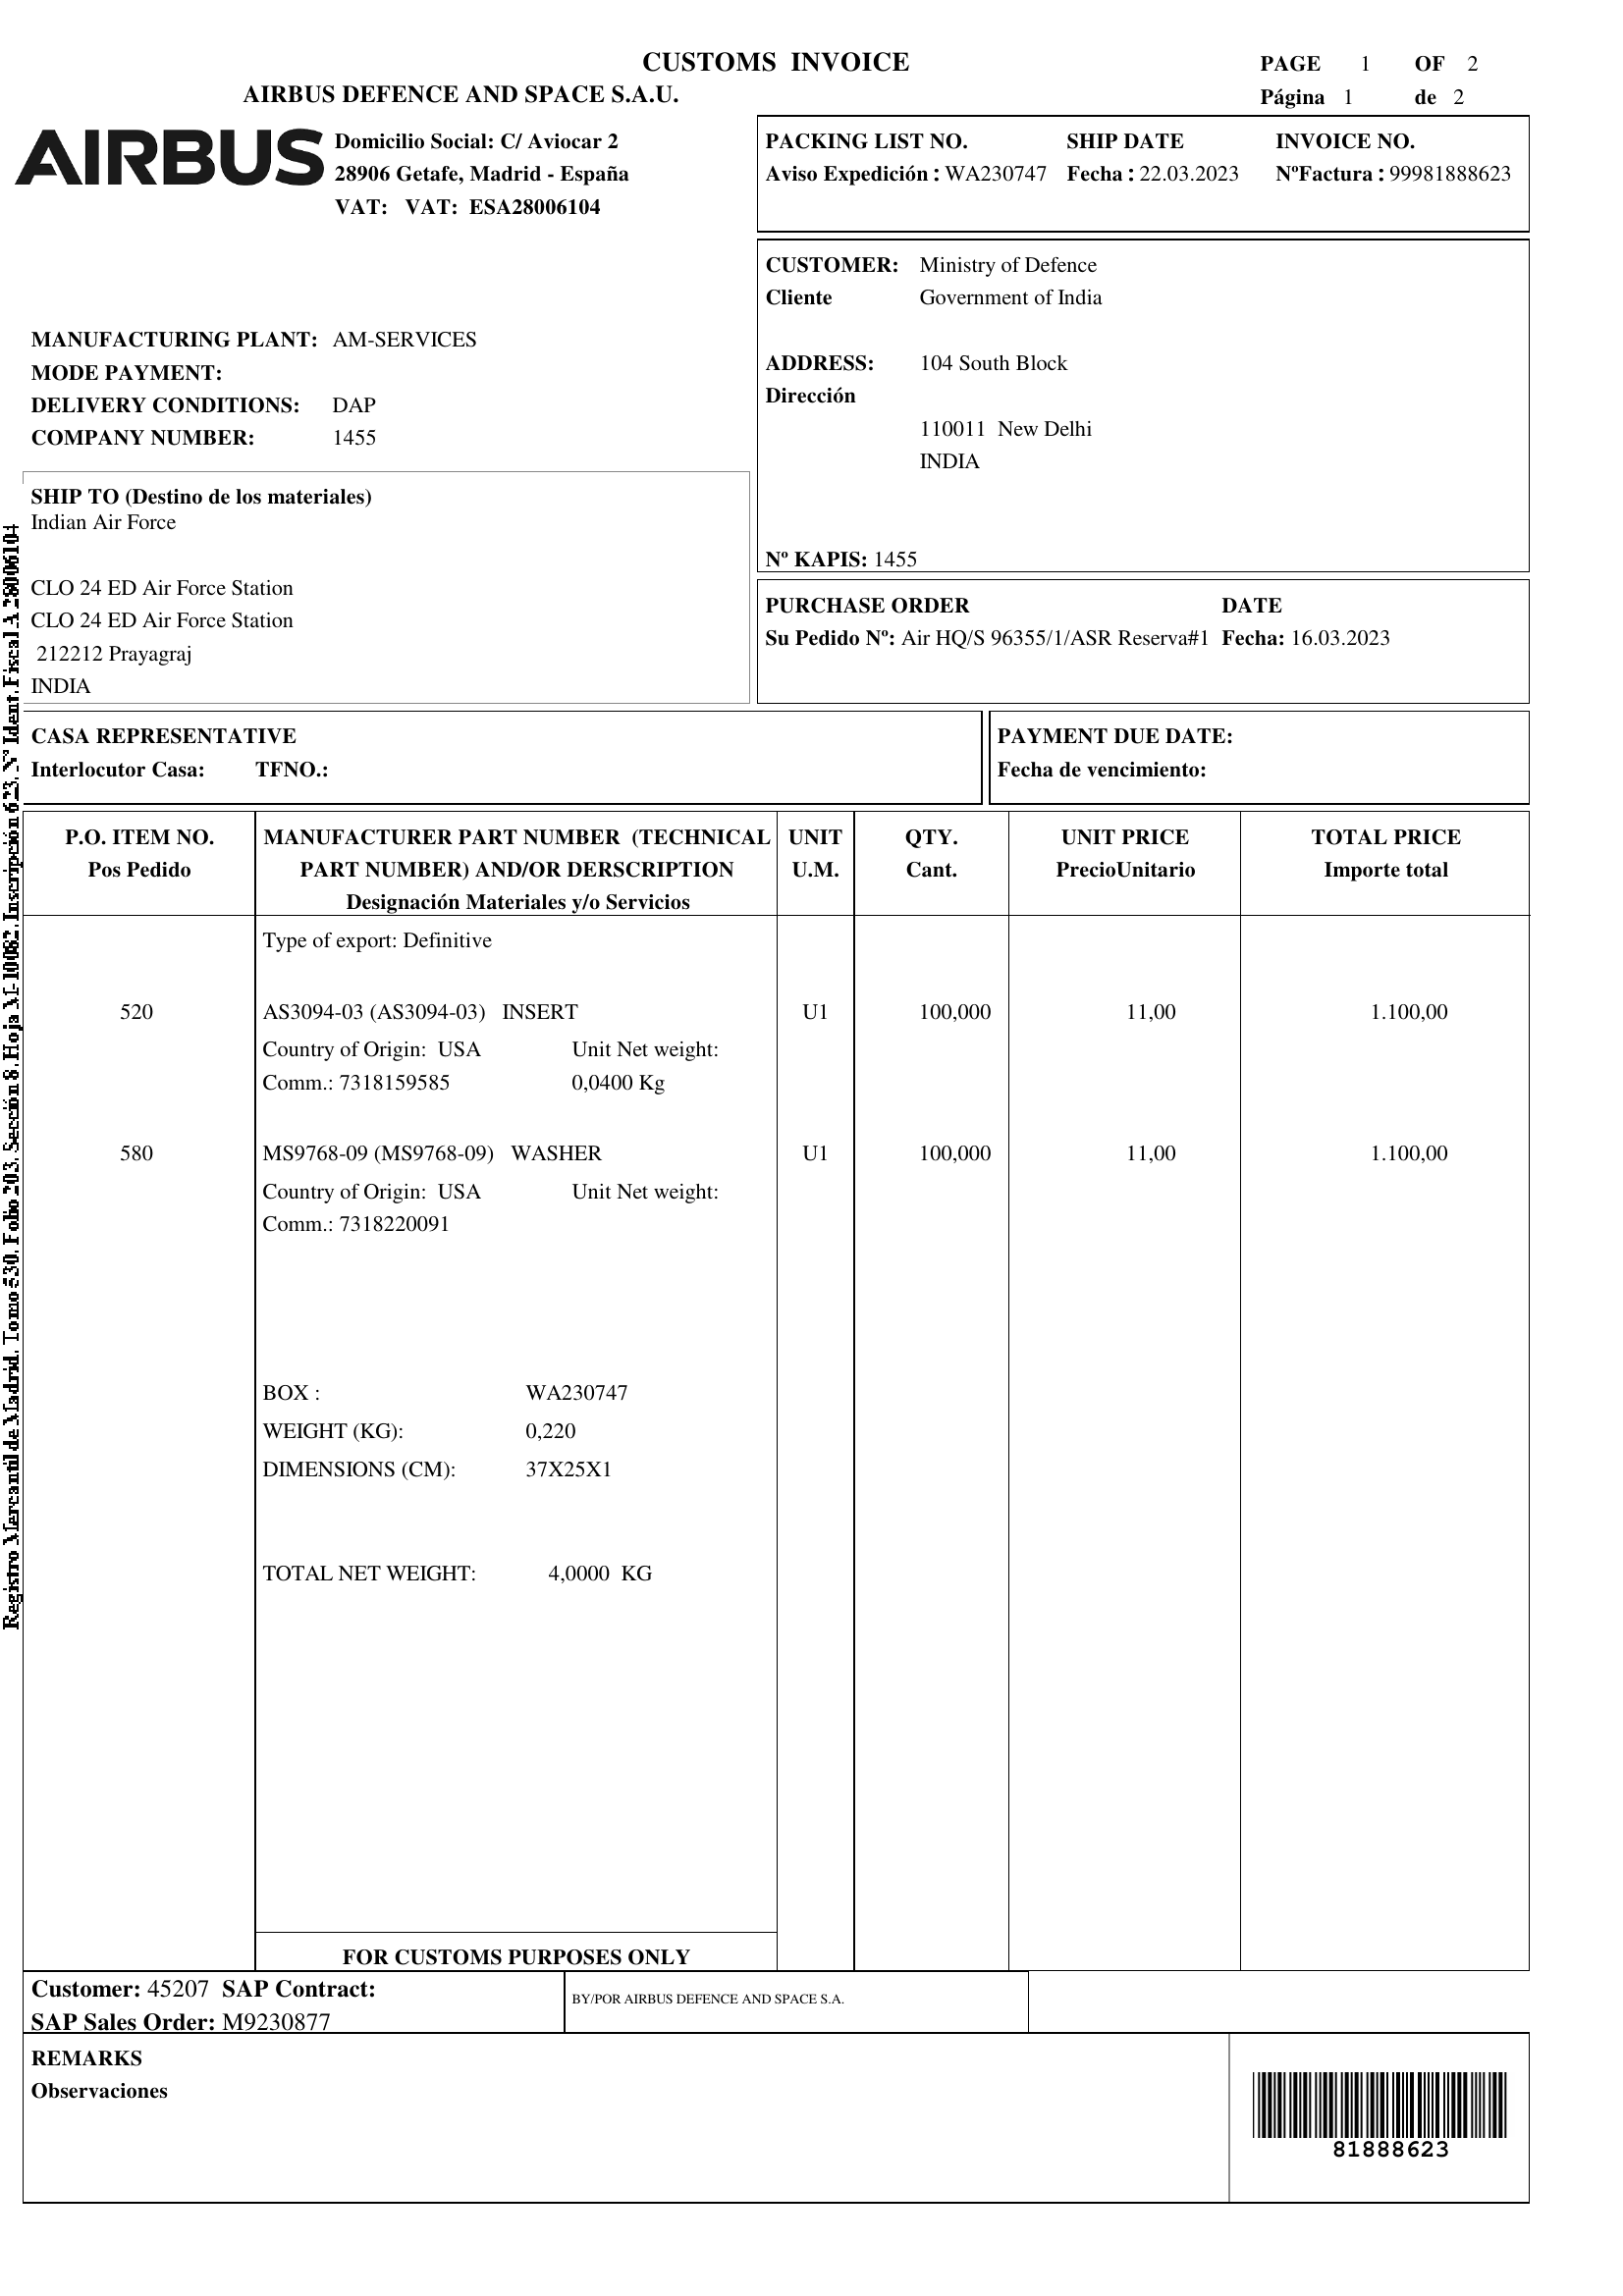 CUSTOMS INVOICE
PAGE 1 OF 2
AIRBUS DEFENCE AND SPACE S.A.U.
Página 1 de 2
AIRBUS
Domicilio Social: C/ Aviocar 2
28906 Getafe, Madrid - España
VAT: VAT: ESA28006104
PACKING LIST NO. SHIP DATE INVOICE NO.
Aviso Expedición : WA230747 Fecha : 22.03.2023 NºFactura : 99981888623
CUSTOMER: Ministry of Defence
Cliente Government of India
ADDRESS: 104 South Block
Dirección
110011 New Delhi
INDIA
Nº KAPIS: 1455
MANUFACTURING PLANT: AM-SERVICES
MODE PAYMENT:
DELIVERY CONDITIONS: DAP
COMPANY NUMBER: 1455
SHIP TO (Destino de los materiales)
Indian Air Force
CLO 24 ED Air Force Station
CLO 24 ED Air Force Station
212212 Prayagraj
INDIA
PURCHASE ORDER DATE
Su Pedido Nº: Air HQ/S 96355/1/ASR Reserva#1 Fecha: 16.03.2023
CASA REPRESENTATIVE
Interlocutor Casa: TFNO.:
PAYMENT DUE DATE:
Fecha de vencimiento:
P.O. ITEM NO. MANUFACTURER PART NUMBER (TECHNICAL UNIT QTY. UNIT PRICE TOTAL PRICE
Pos Pedido PART NUMBER) AND/OR DERSCRIPTION U.M. Cant. PrecioUnitario Importe total
Designación Materiales y/o Servicios
Type of export: Definitive
520 AS3094-03 (AS3094-03) INSERT U1 100,000 11,00 1.100,00
Country of Origin: USA Unit Net weight:
Comm.: 7318159585 0,0400 Kg
580 MS9768-09 (MS9768-09) WASHER U1 100,000 11,00 1.100,00
Country of Origin: USA Unit Net weight:
Comm.: 7318220091
BOX : WA230747
WEIGHT (KG): 0,220
DIMENSIONS (CM): 37X25X1
TOTAL NET WEIGHT: 4,0000 KG
FOR CUSTOMS PURPOSES ONLY
Customer: 45207 SAP Contract:
SAP Sales Order: M9230877
BY/POR AIRBUS DEFENCE AND SPACE S.A.
REMARKS
Observaciones
81888623
Registro Mercantil de Madrid, Tomo 530, Folio 203, Sección 8, Hoja M-10082, Inscripción 623, Nº Ident. Fiscal A 28006104